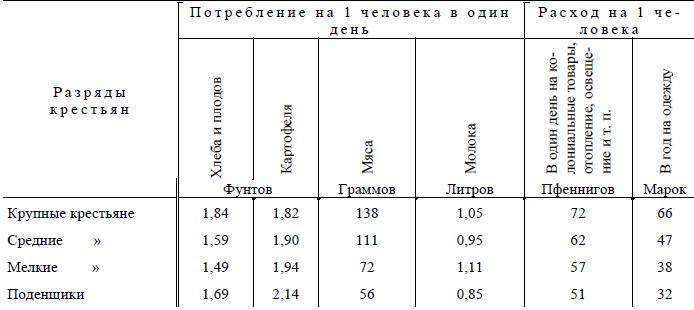 Потребление на 1 человека в один день
Расход на 1 человека
Разряды крестьян
Хлеба и плодов
Картофеля
Мяса
Молока
В один день на колониальные товары, отопление, освещение и т. п.
В год на одежду
Фунтов Граммов Литров Пфеннигов Марок
Крупные крестьяне 1,84 1,82 138 1,05 72 66
Средние » 1,59 1,90 111 0,95 62 47
Мелкие » 1,49 1,94 72 1,11 57 38
Поденщики 1,69 2,14 56 0,85 51 32